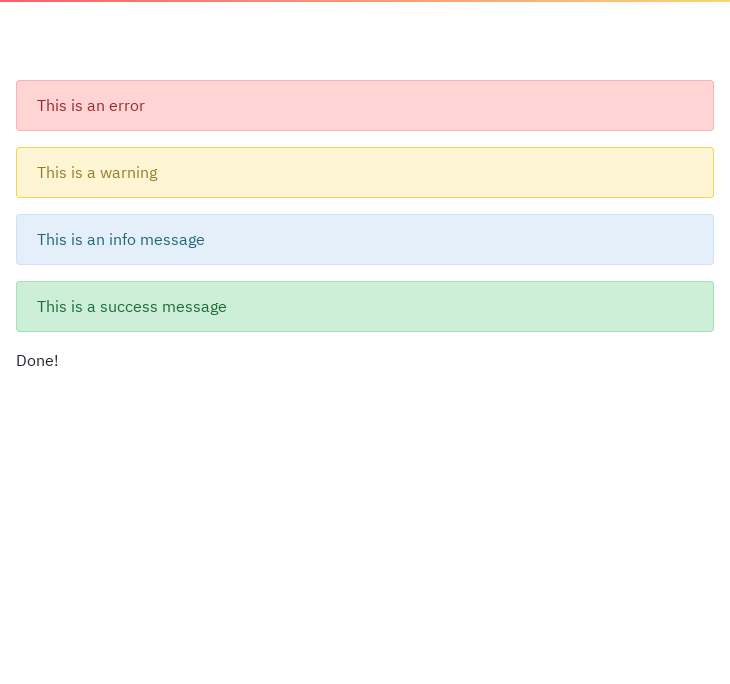 This is an error
This is a warning
This is an info message
This is a success message
Done!